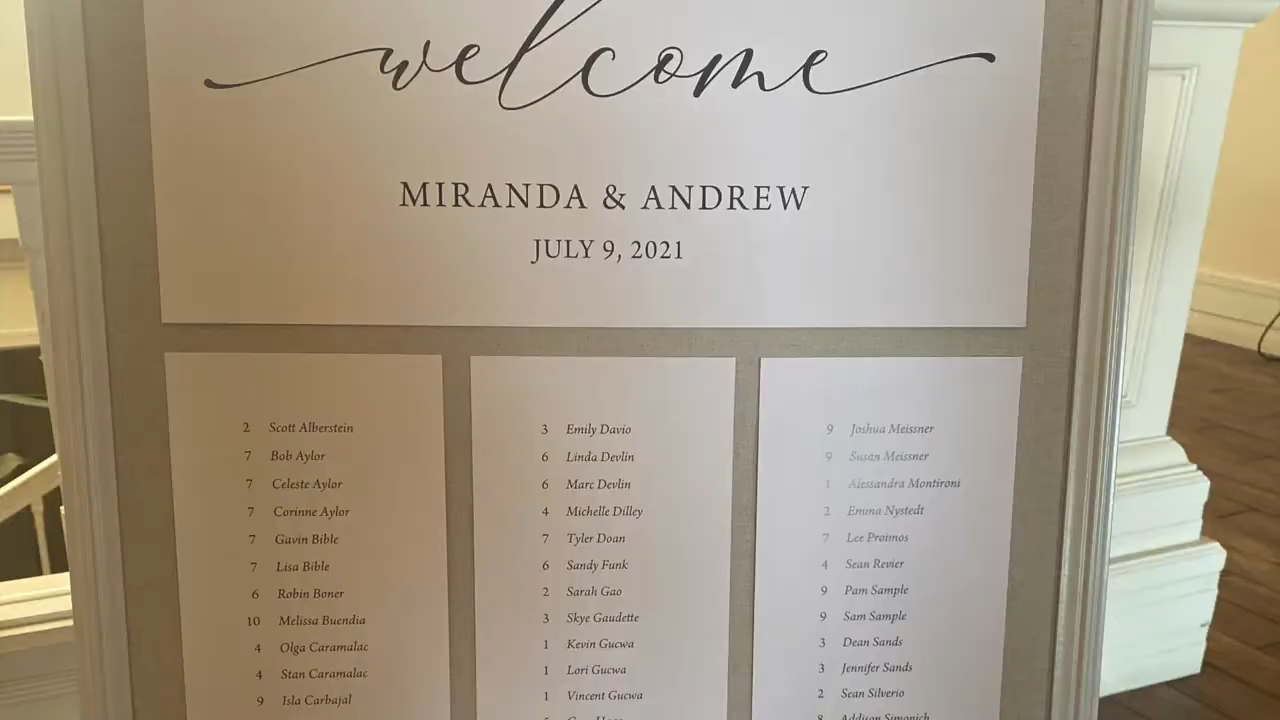 welcome
MIRANDA & ANDREW
JULY 9, 2021
2 Scott Alberstein
7 Bob Aylor
7 Celeste Aylor
7 Corinne Aylor
7 Gavin Bible
7 Lisa Bible
6 Robin Boner
10 Melissa Buendia
4 Olga Caramalac
4 Stan Caramalac
9 Isla Carbajal
3 Emily Davio
6 Linda Devlin
6 Marc Devlin
4 Michelle Dilley
7 Tyler Doan
6 Sandy Funk
2 Sarah Gao
3 Skye Gaudette
1 Kevin Gucwa
1 Lori Gucwa
1 Vincent Gucwa
9 Joshua Meissner
9 Susan Meissner
1 Alessandra Montironi
2 Emma Nystedt
7 Lee Proimos
4 Sean Revier
9 Pam Sample
9 Sam Sample
3 Dean Sands
3 Jennifer Sands
2 Sean Silverio
8 Addison Simonich